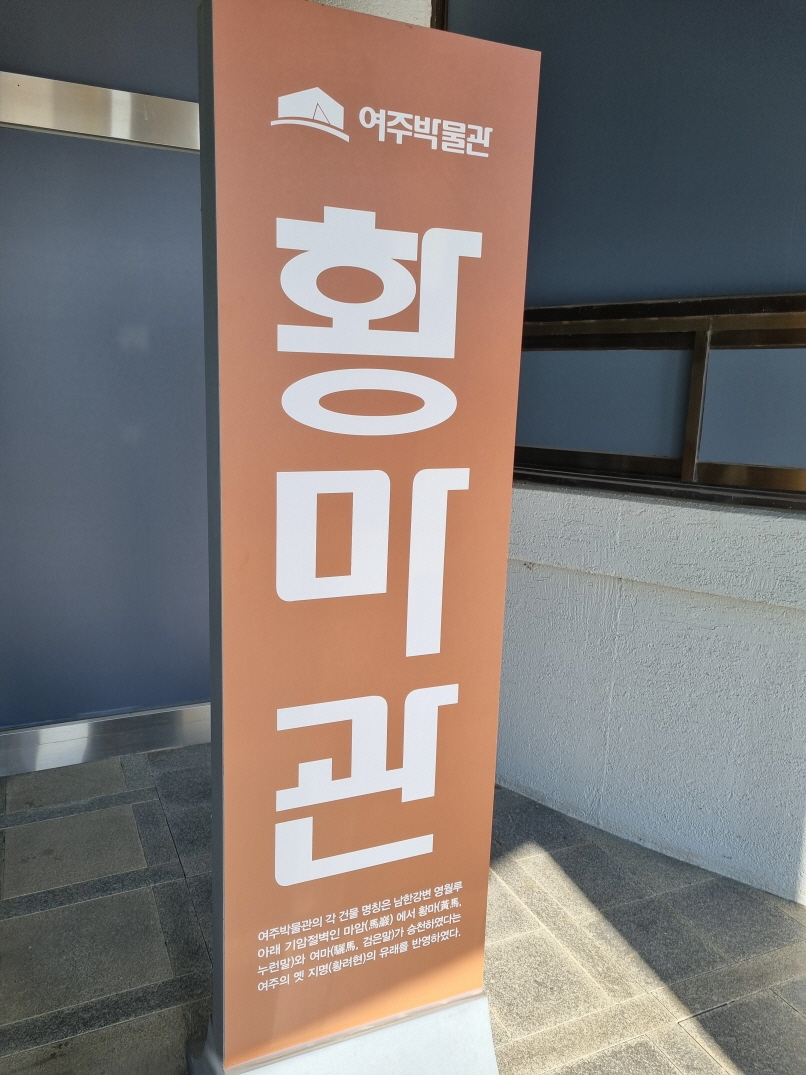 여주박물관
황마관
여주박물관의 각 건물 명칭은 남한강변 영월루
아래 기암절벽인 마암(馬巖) 에서 황마(黃馬,
누런말)와 여마(驪馬, 검은말)가 승천하였다는
여주의 옛 지명(황려현)의 유래를 반영하였다.